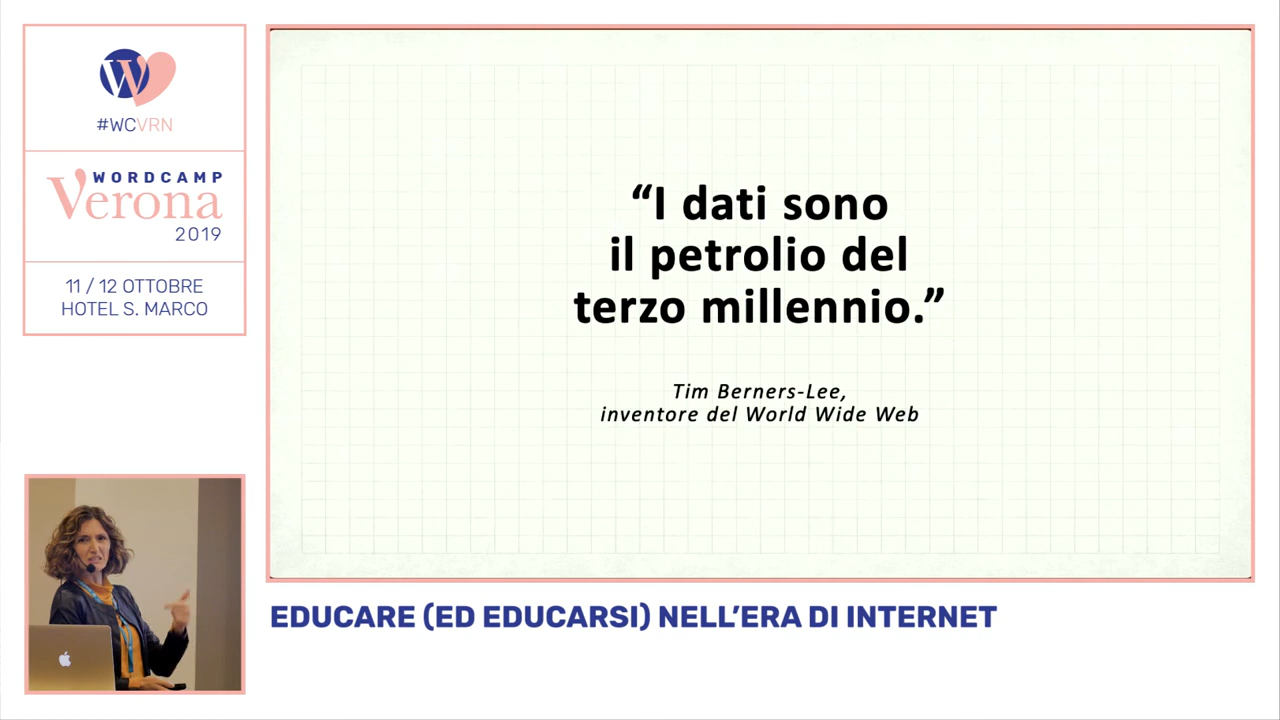 #WCVRN
WORDCAMP
Verona
2019
11 / 12 OTTOBRE
HOTEL S. MARCO
“I dati sono
il petrolio del
terzo millennio.”
Tim Berners-Lee,
inventore del World Wide Web
EDUCARE (ED EDUCARSI) NELL’ERA DI INTERNET